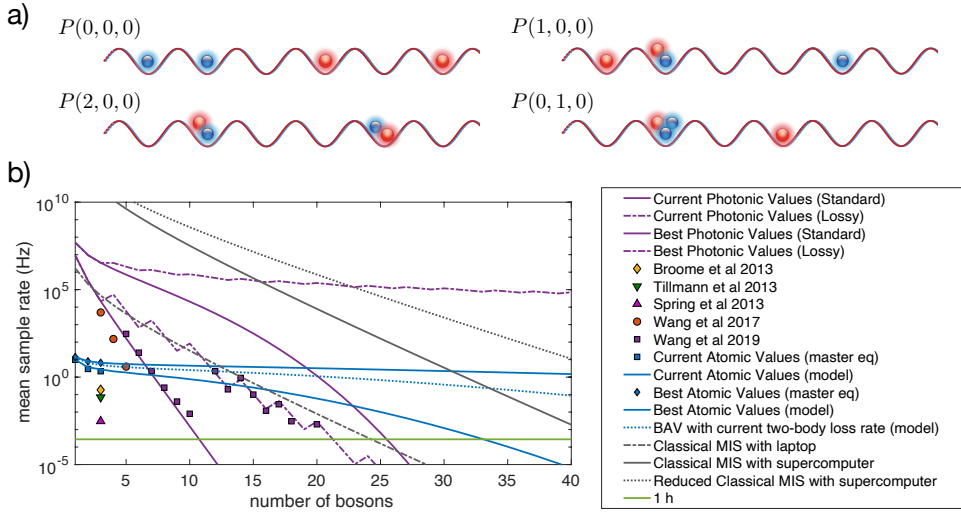 a)
P(0,0,0)
P(1,0,0)
P(2,0,0)
P(0,1,0)
b)
mean sample rate (Hz)
10^10
10^5
10^0
10^-5
5 10 15 20 25 30 35 40
number of bosons
Current Photonic Values (Standard)
Current Photonic Values (Lossy)
Best Photonic Values (Standard)
Best Photonic Values (Lossy)
Broome et al 2013
Tillmann et al 2013
Spring et al 2013
Wang et al 2017
Wang et al 2019
Current Atomic Values (master eq)
Current Atomic Values (model)
Best Atomic Values (master eq)
Best Atomic Values (model)
BAV with current two-body loss rate (model)
Classical MIS with laptop
Classical MIS with supercomputer
Reduced Classical MIS with supercomputer
1 h